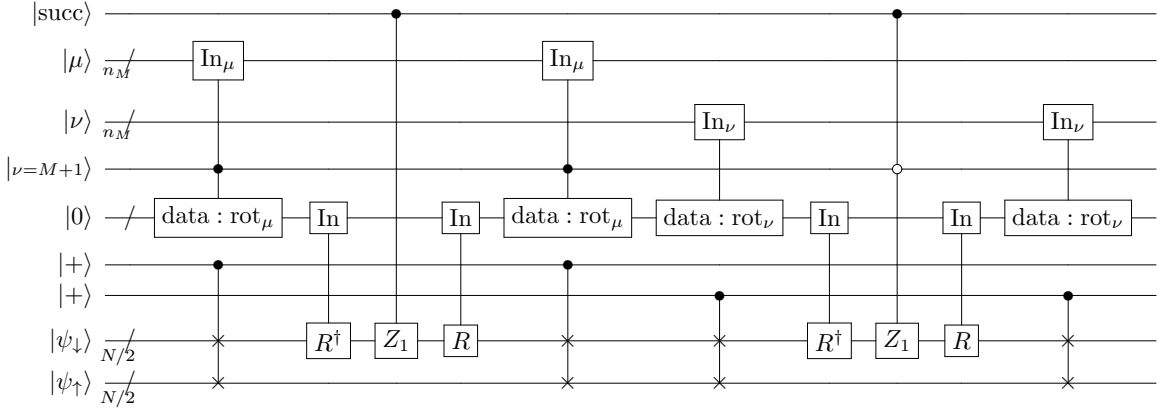 |succ⟩
|μ⟩ n_M In_μ In_μ
|ν⟩ n_M In_ν In_ν
|ν=M+1⟩
|0⟩ data : rot_μ In In data : rot_μ data : rot_ν In In data : rot_ν
|+⟩
|+⟩
|ψ_↓⟩ N/2 R† Z_1 R R† Z_1 R
|ψ_↑⟩ N/2